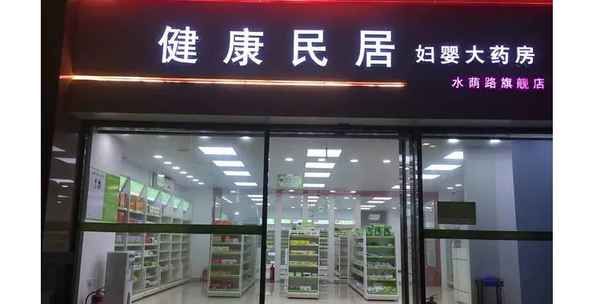 健康民居
妇婴大药房
水荫路旗舰店